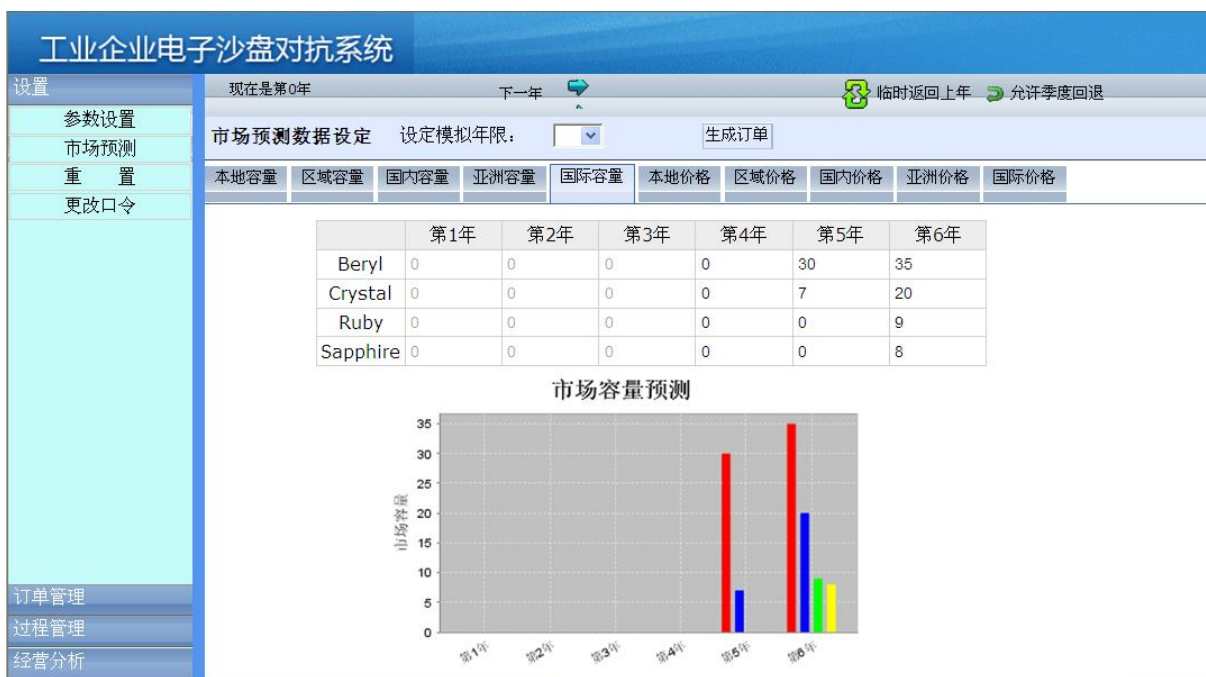 工业企业电子沙盘对抗系统
设置
现在是第0年 下一年 临时返回上年 允许季度回退
参数设置
市场预测
重 置
更改口令
市场预测数据设定 设定模拟年限： 生成订单
本地容量 区域容量 国内容量 亚洲容量 国际容量 本地价格 区域价格 国内价格 亚洲价格 国际价格
第1年 第2年 第3年 第4年 第5年 第6年
Beryl 0 0 0 0 30 35
Crystal 0 0 0 0 7 20
Ruby 0 0 0 0 0 9
Sapphire 0 0 0 0 0 8
市场容量预测
市场容量
35
30
25
20
15
10
5
0
第1年 第2年 第3年 第4年 第5年 第6年
订单管理
过程管理
经营分析